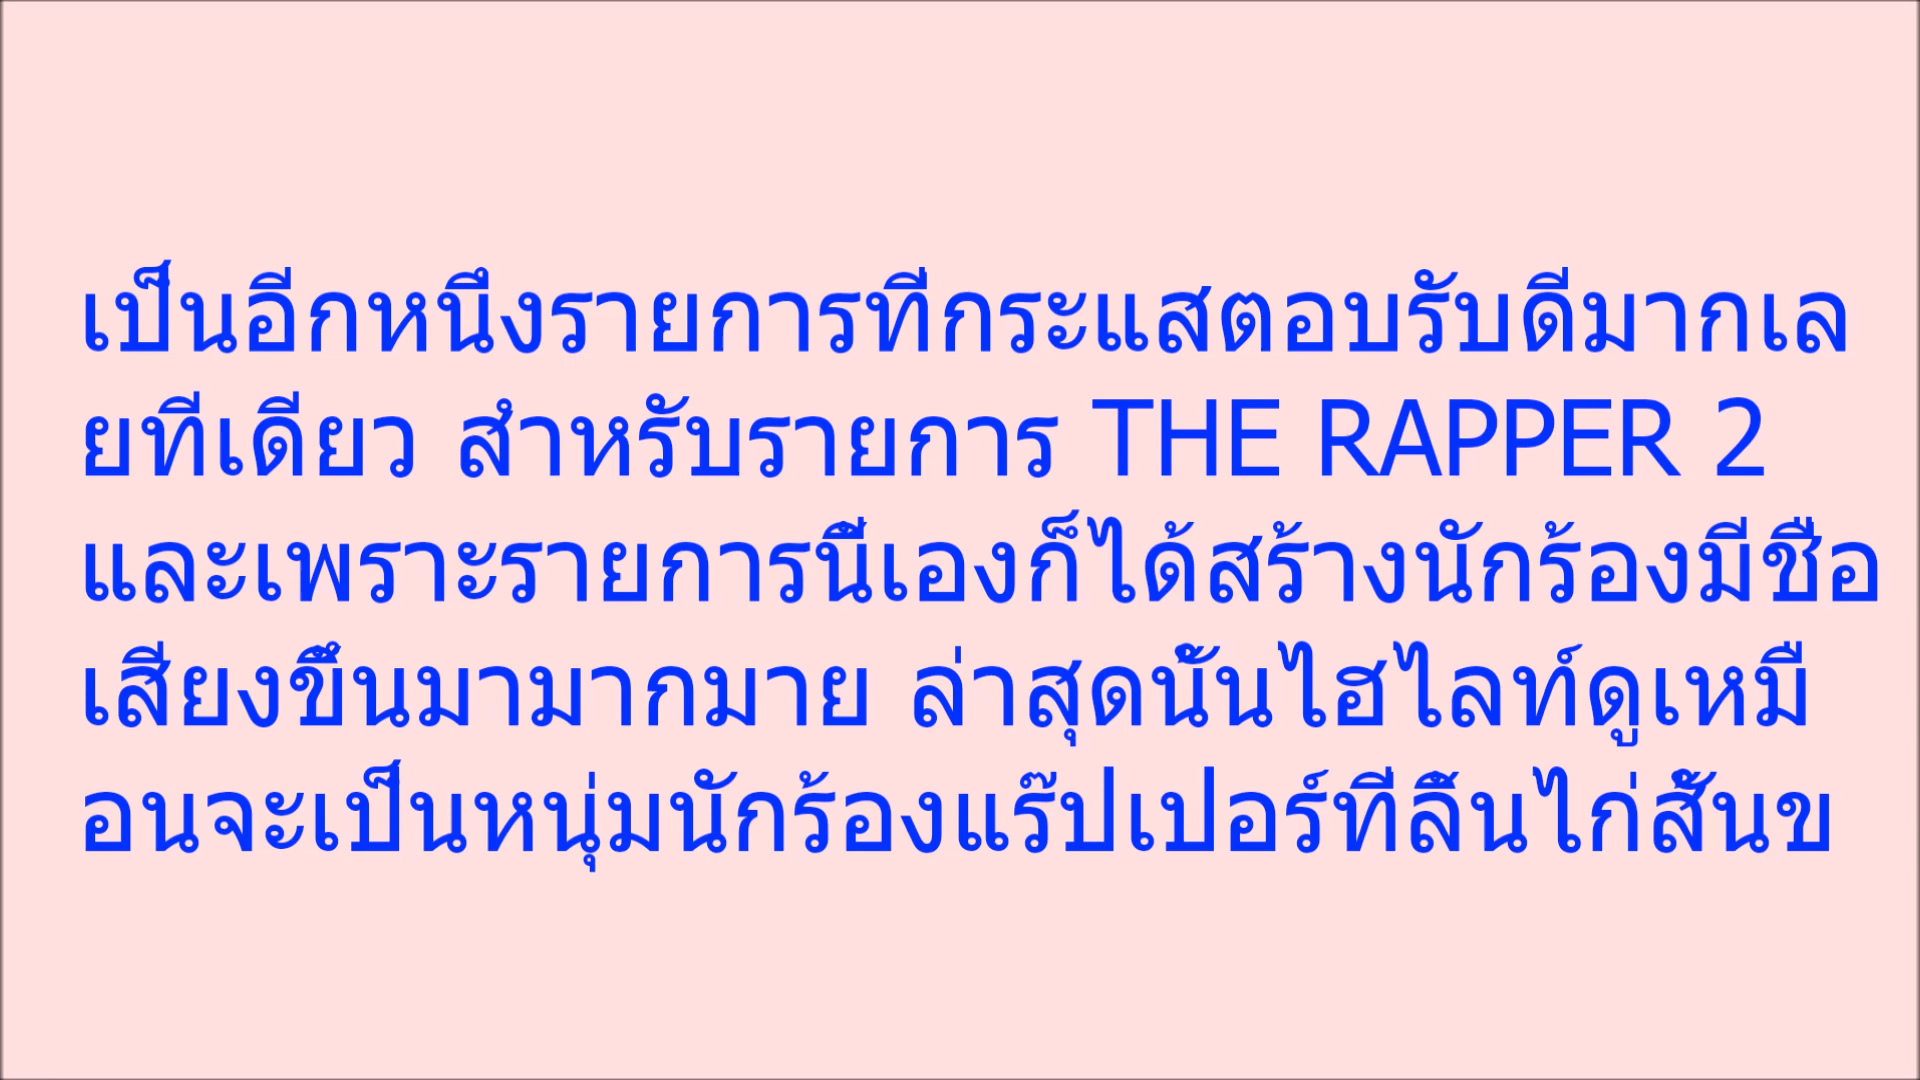 เป็นอีกหนึ่งรายการที่กระแสตอบรับดีมากเล
ยทีเดียว สำหรับรายการ THE RAPPER 2
และเพราะรายการนี้เองก็ได้สร้างนักร้องมีชื่อ
เสียงขึ้นมามากมาย ล่าสุดนั้นไฮไลท์ดูเหมื
อนจะเป็นหนุ่มนักร้องแร๊ปเปอร์ที่ลิ้นไก่สั้นข